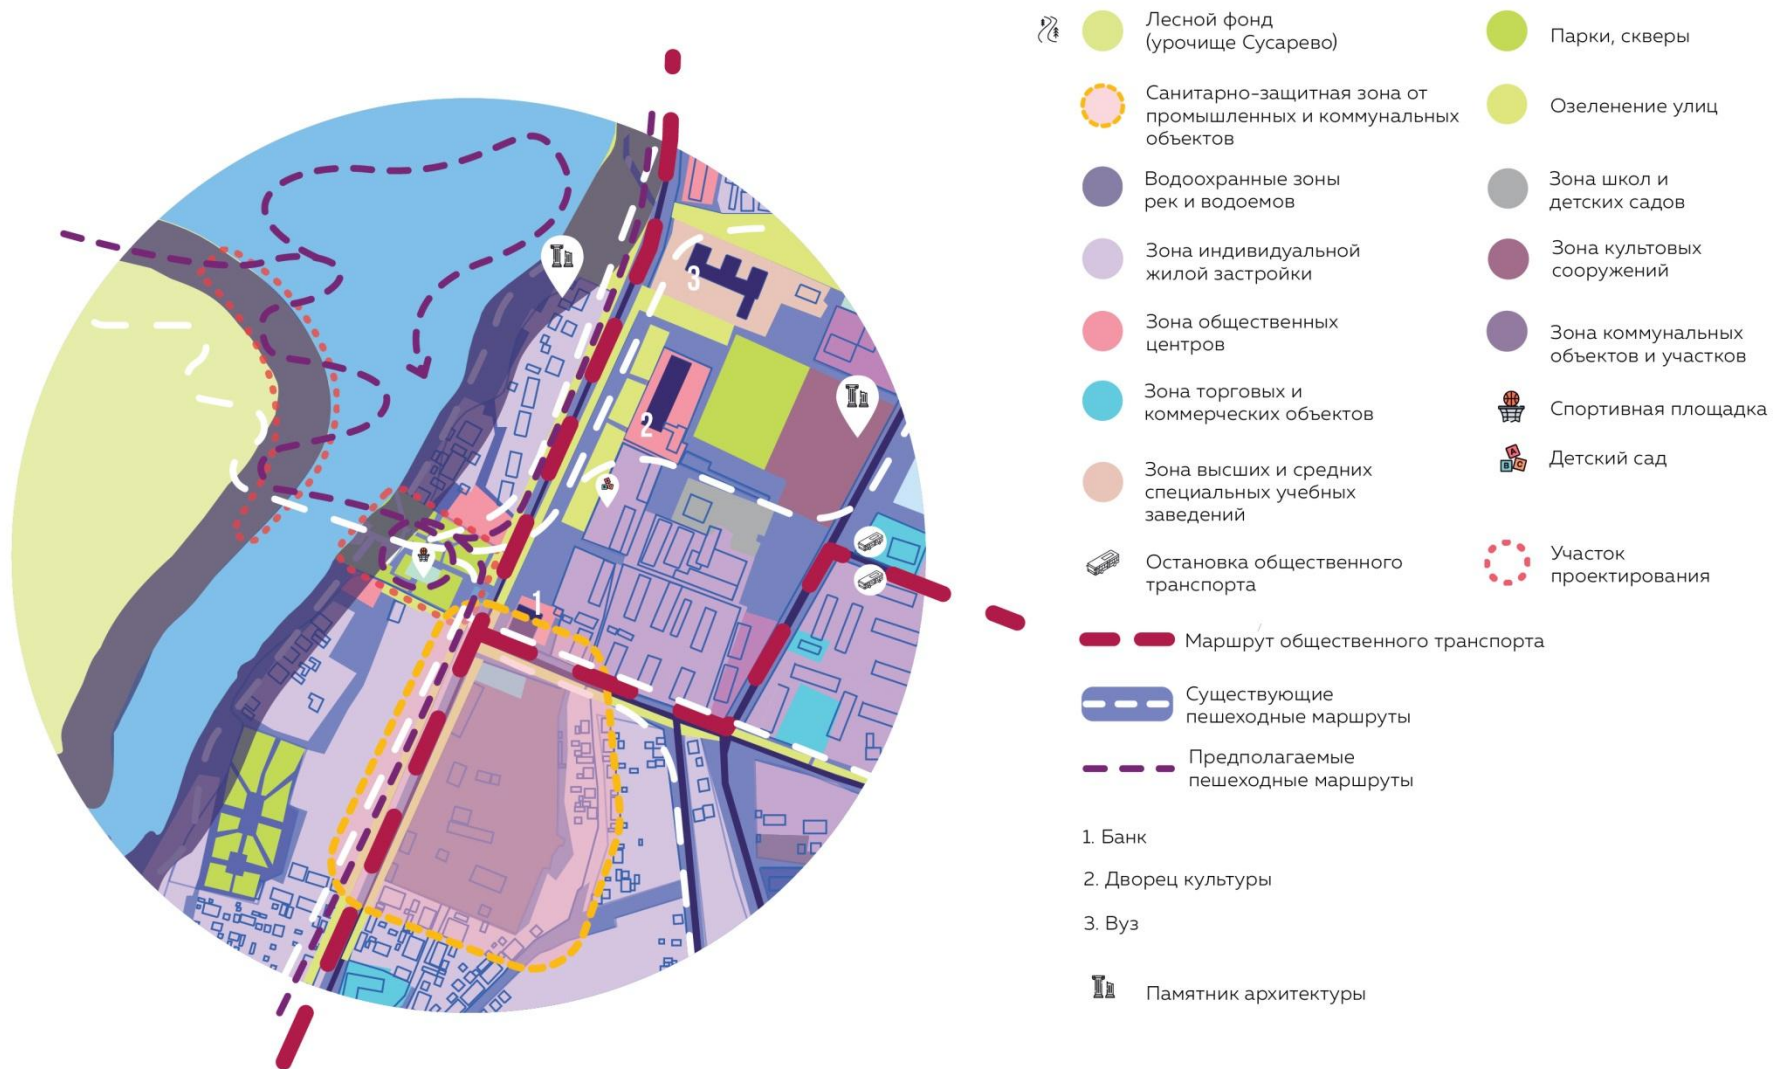 3
2
1
Лесной фонд
(урочище Сусарево)
Санитарно-защитная зона от
промышленных и коммунальных
объектов
Водоохранные зоны
рек и водоемов
Зона индивидуальной
жилой застройки
Зона общественных
центров
Зона торговых и
коммерческих объектов
Зона высших и средних
специальных учебных
заведений
Остановка общественного
транспорта
Парки, скверы
Озеленение улиц
Зона школ и
детских садов
Зона культовых
сооружений
Зона коммунальных
объектов и участков
Спортивная площадка
A
B C
Детский сад
Участок
проектирования
Маршрут общественного транспорта
Существующие
пешеходные маршруты
Предполагаемые
пешеходные маршруты
1. Банк
2. Дворец культуры
3. Вуз
Памятник архитектуры